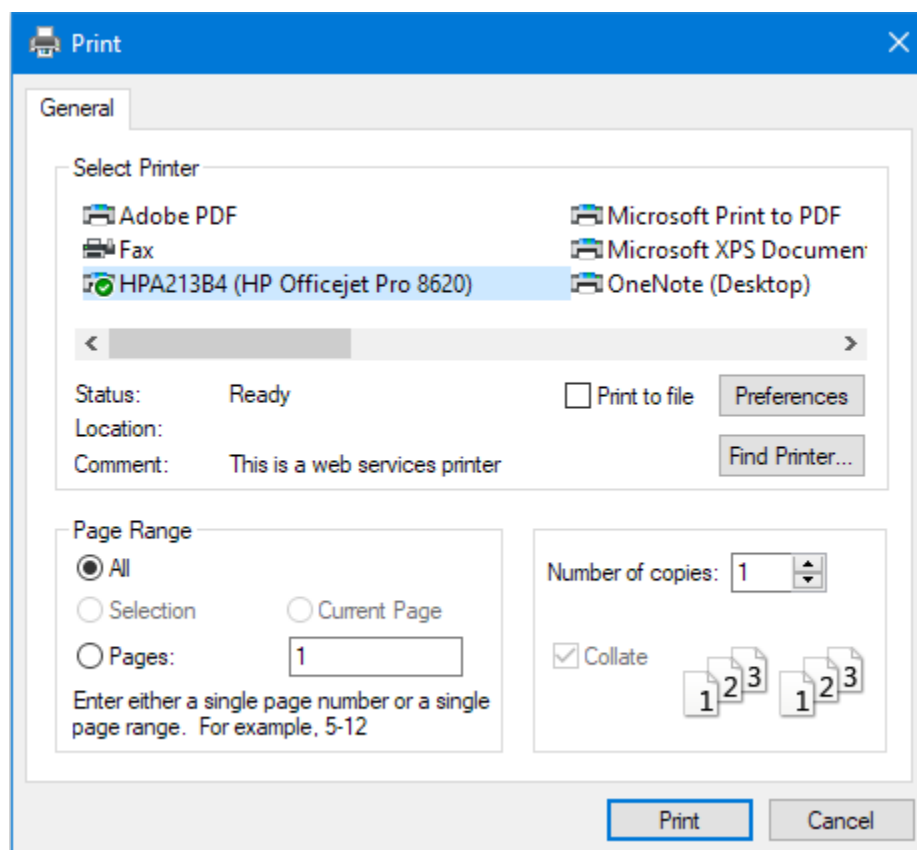 Print
General
Select Printer
Adobe PDF
Microsoft Print to PDF
Fax
Microsoft XPS Documen
HPA213B4 (HP Officejet Pro 8620)
OneNote (Desktop)
Status: Ready
Print to file
Preferences
Location:
Comment: This is a web services printer
Find Printer...
Page Range
All
Selection
Current Page
Pages: 1
Enter either a single page number or a single
page range. For example, 5-12
Number of copies: 1
Collate
1 2 3 1 2 3
Print
Cancel